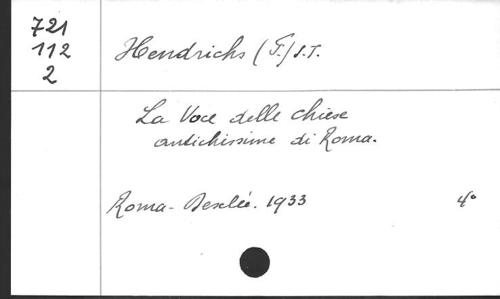 721
112
2
Hendrichs (F.) S.I.
La Voce delle chiese
antichissime di Roma.
Roma - Desclée. 1933 4°